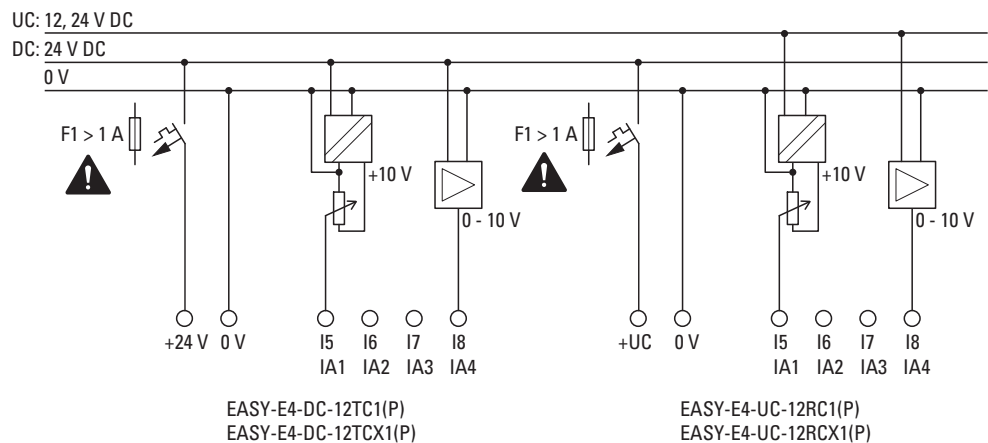 UC: 12, 24 V DC
DC: 24 V DC
0 V
F1 > 1 A
+10 V
0 - 10 V
F1 > 1 A
+10 V
0 - 10 V
+24 V 0 V I5 I6 I7 I8
IA1 IA2 IA3 IA4
+UC 0 V I5 I6 I7 I8
IA1 IA2 IA3 IA4
EASY-E4-DC-12TC1(P)
EASY-E4-DC-12TCX1(P)
EASY-E4-UC-12RC1(P)
EASY-E4-UC-12RCX1(P)